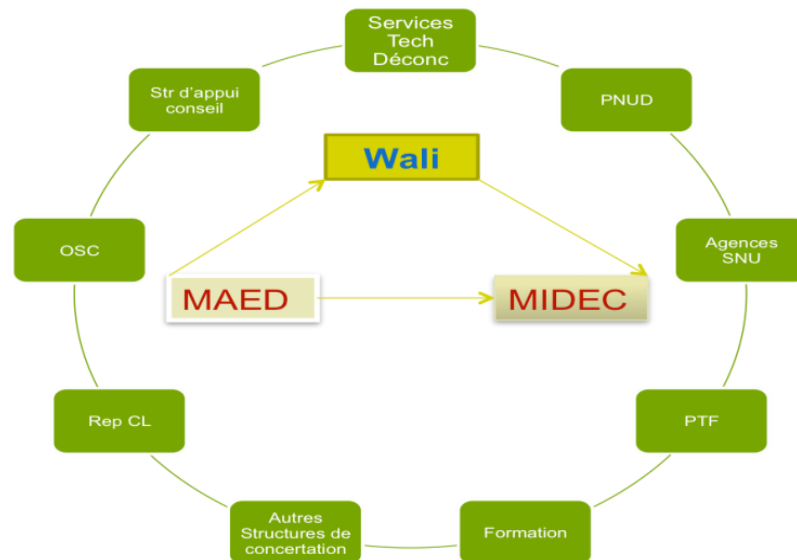 Services
Tech
Déconc
Str d'appui
conseil
PNUD
Wali
OSC
Agences
SNU
MAED
MIDEC
Rep CL
PTF
Autres
Structures de
concertation
Formation